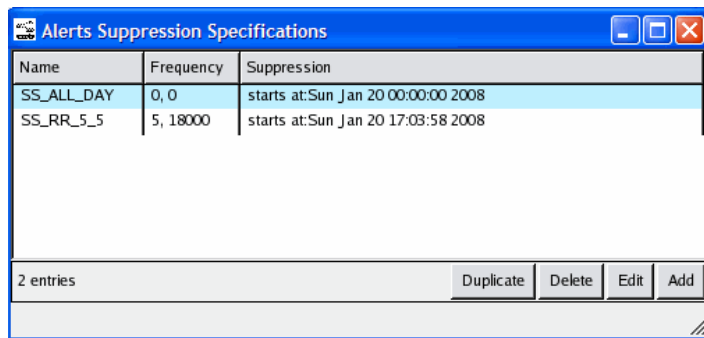 Alerts Suppression Specifications
Name Frequency Suppression
SS_ALL_DAY 0, 0 starts at:Sun Jan 20 00:00:00 2008
SS_RR_5_5 5, 18000 starts at:Sun Jan 20 17:03:58 2008
2 entries Duplicate Delete Edit Add